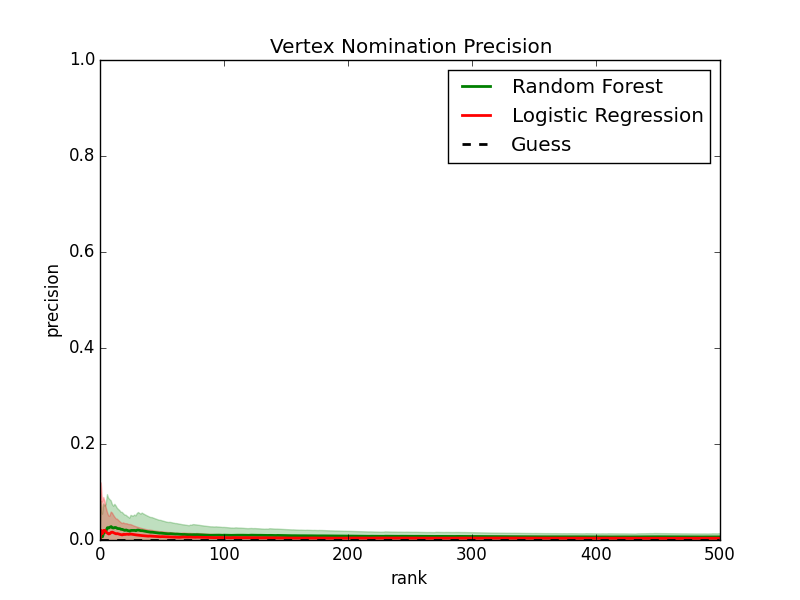 Vertex Nomination Precision
1.0
0.8
0.6
0.4
0.2
0.0
precision
Random Forest
Logistic Regression
Guess
0 100 200 300 400 500
rank